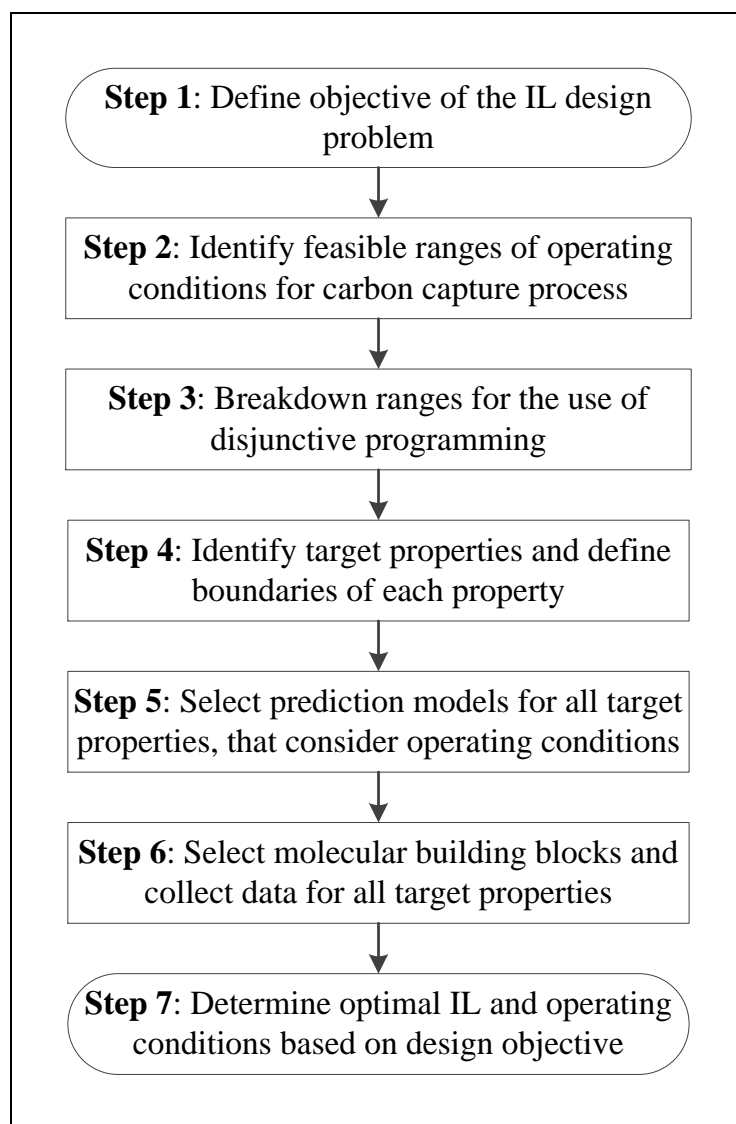 Step 1: Define objective of the IL design
problem
Step 2: Identify feasible ranges of operating
conditions for carbon capture process
Step 3: Breakdown ranges for the use of
disjunctive programming
Step 4: Identify target properties and define
boundaries of each property
Step 5: Select prediction models for all target
properties, that consider operating conditions
Step 6: Select molecular building blocks and
collect data for all target properties
Step 7: Determine optimal IL and operating
conditions based on design objective